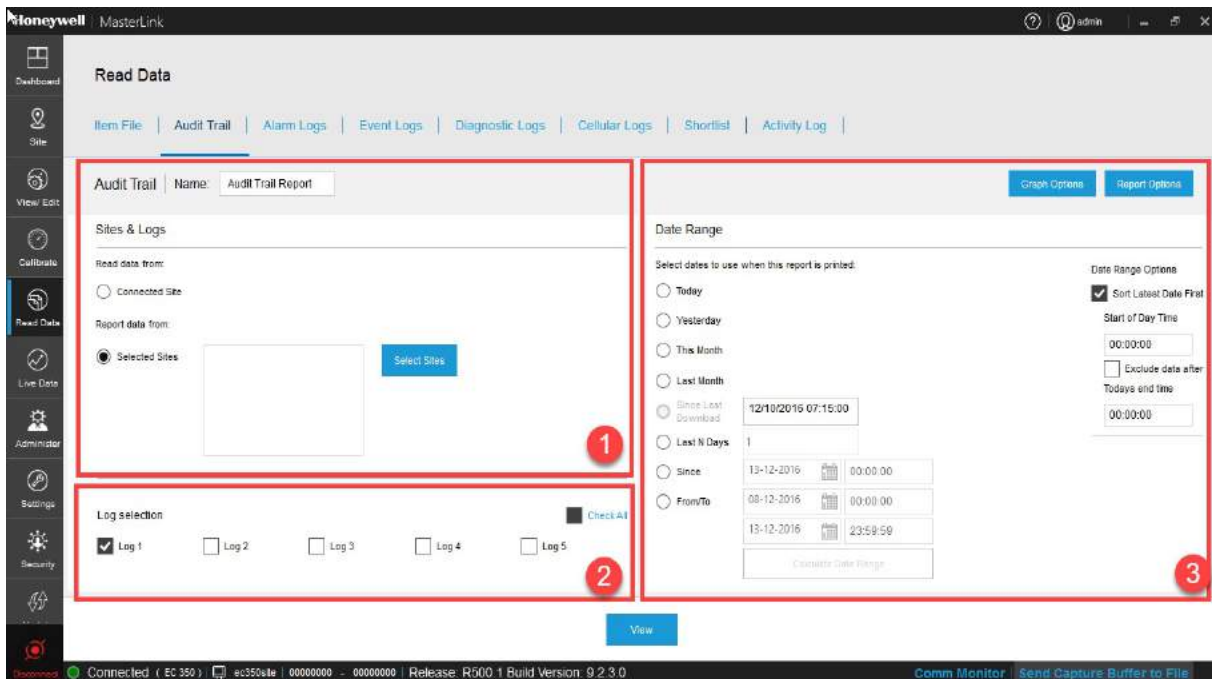 Honeywell | MasterLink
admin
Dashboard
Site
View/ Edit
Calibrate
Read Data
Live Data
Administer
Settings
Security
Disconnect
Read Data
Item File | Audit Trail | Alarm Logs | Event Logs | Diagnostic Logs | Cellular Logs | Shortlist | Activity Log |
Audit Trail | Name: Audit Trail Report
Sites & Logs
Read data from:
Connected Site
Report data from:
Selected Sites
Select Sites
1
Log selection
Check All
Log 1 Log 2 Log 3 Log 4 Log 5
2
Graph Options Report Options
Date Range
Select dates to use when this report is printed:
Today
Yesterday
This Month
Last Month
Since Last Download 12/10/2016 07:15:00
Last N Days 1
Since 13-12-2016 00:00:00
From/To 08-12-2016 00:00:00
13-12-2016 23:59:59
Calculate Date Range
Date Range Options
Sort Latest Date First
Start of Day Time
00:00:00
Exclude data after
Todays end time
00:00:00
3
View
Connected ( EC 350 ) | ec350site | 00000000 - 00000000 | Release: R500.1 Build Version: 9.2.3.0
Comm Monitor | Send Capture Buffer to File